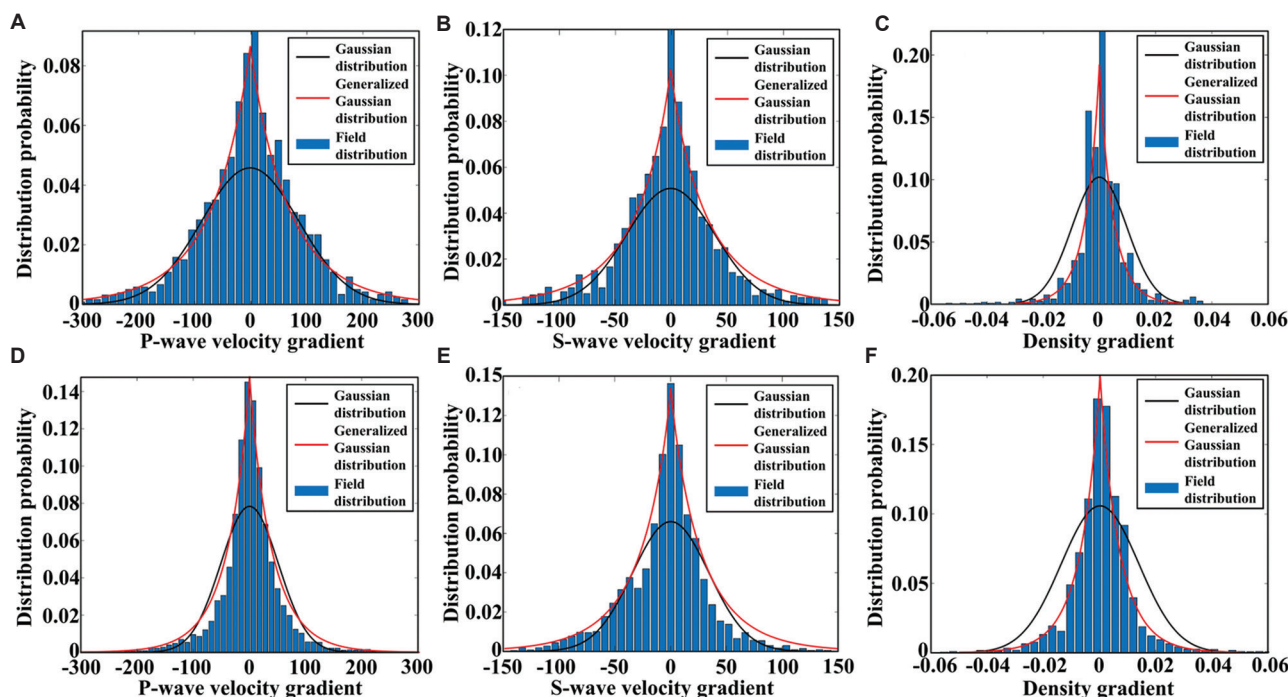 A
0.08
0.06
0.04
0.02
0
-300
-200
-100
0
100
200
300
Distribution probability
P-wave velocity gradient
Gaussian
distribution
Generalized
Gaussian
distribution
Field
distribution
B
0.12
0.10
0.08
0.06
0.04
0.02
0
-150
-100
-50
0
50
100
150
Distribution probability
S-wave velocity gradient
Gaussian
distribution
Generalized
Gaussian
distribution
Field
distribution
C
0.20
0.15
0.10
0.05
0
-0.06
-0.04
-0.02
0
0.02
0.04
0.06
Distribution probability
Density gradient
Gaussian
distribution
Generalized
Gaussian
distribution
Field
distribution
D
0.14
0.12
0.10
0.08
0.06
0.04
0.02
0
-300
-200
-100
0
100
200
300
Distribution probability
P-wave velocity gradient
Gaussian
distribution
Generalized
Gaussian
distribution
Field
distribution
E
0.15
0.12
0.10
0.08
0.06
0.04
0.02
0
-150
-100
-50
0
50
100
150
Distribution probability
S-wave velocity gradient
Gaussian
distribution
Generalized
Gaussian
distribution
Field
distribution
F
0.20
0.15
0.10
0.05
0
-0.06
-0.04
-0.02
0
0.02
0.04
0.06
Distribution probability
Density gradient
Gaussian
distribution
Generalized
Gaussian
distribution
Field
distribution